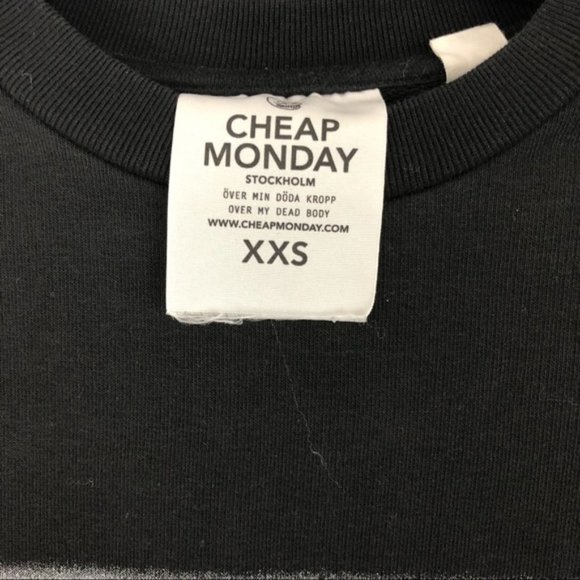 CHEAP
MONDAY
STOCKHOLM
ÖVER MIN DÖDA KROPP
OVER MY DEAD BODY
WWW.CHEAPMONDAY.COM
XXS